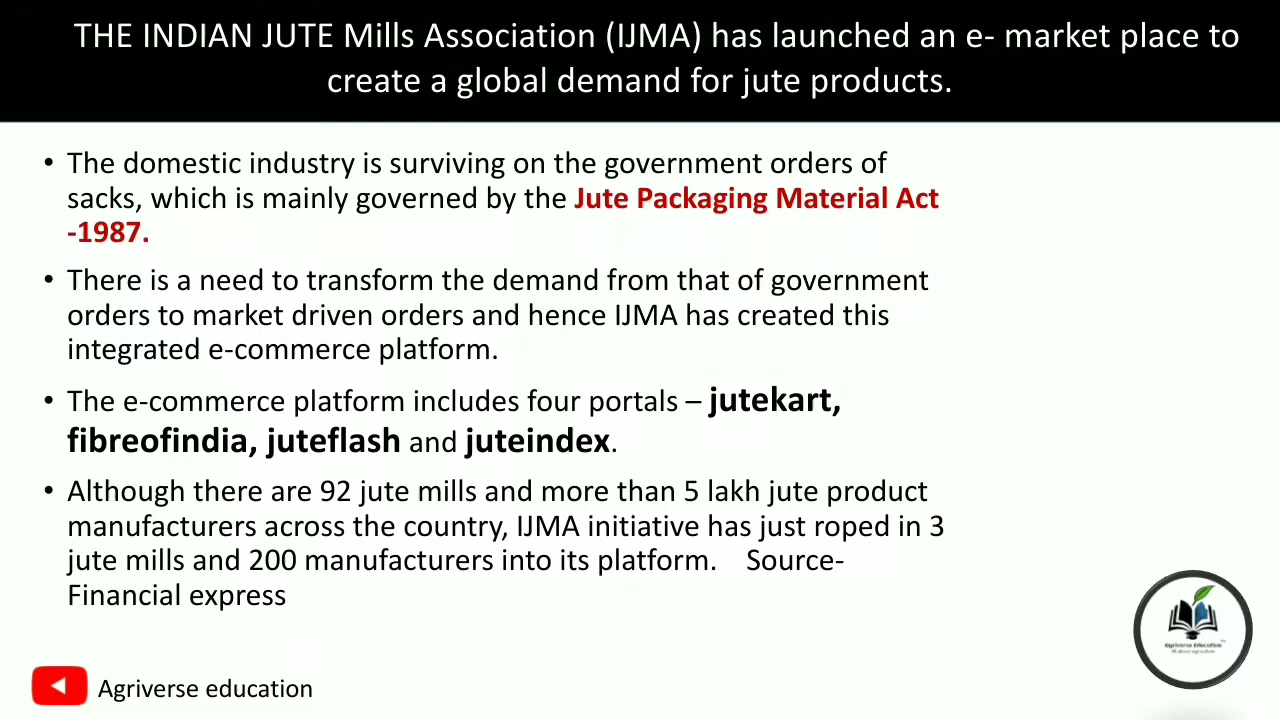 THE INDIAN JUTE Mills Association (IJMA) has launched an e- market place to
create a global demand for jute products.
• The domestic industry is surviving on the government orders of
sacks, which is mainly governed by the Jute Packaging Material Act
-1987.
• There is a need to transform the demand from that of government
orders to market driven orders and hence IJMA has created this
integrated e-commerce platform.
• The e-commerce platform includes four portals – jutekart,
fibreofindia, juteflash and juteindex.
• Although there are 92 jute mills and more than 5 lakh jute product
manufacturers across the country, IJMA initiative has just roped in 3
jute mills and 200 manufacturers into its platform. Source-
Financial express
Agriverse Education
Agriverse education